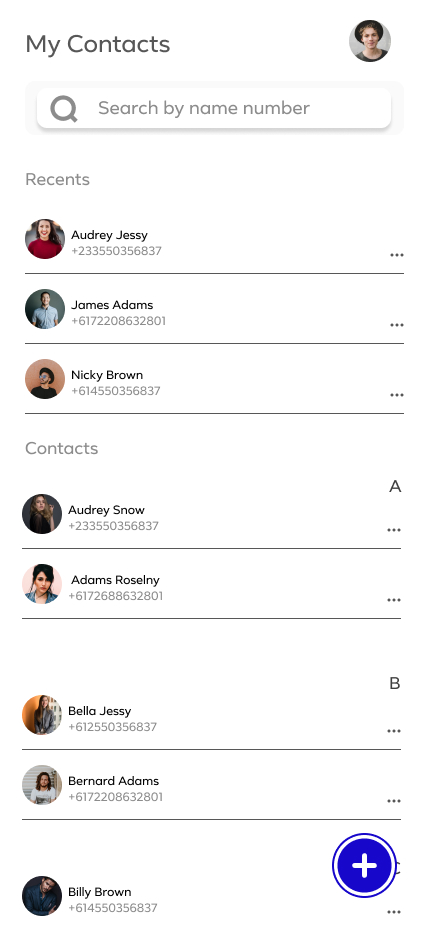 My Contacts
Search by name number
Recents
Audrey Jessy
+233550356837
...
James Adams
+6172208632801
...
Nicky Brown
+614550356837
...
Contacts
A
Audrey Snow
+233550356837
...
Adams Roselny
+6172688632801
...
B
Bella Jessy
+612550356837
...
Bernard Adams
+6172208632801
...
Billy Brown
+614550356837
...